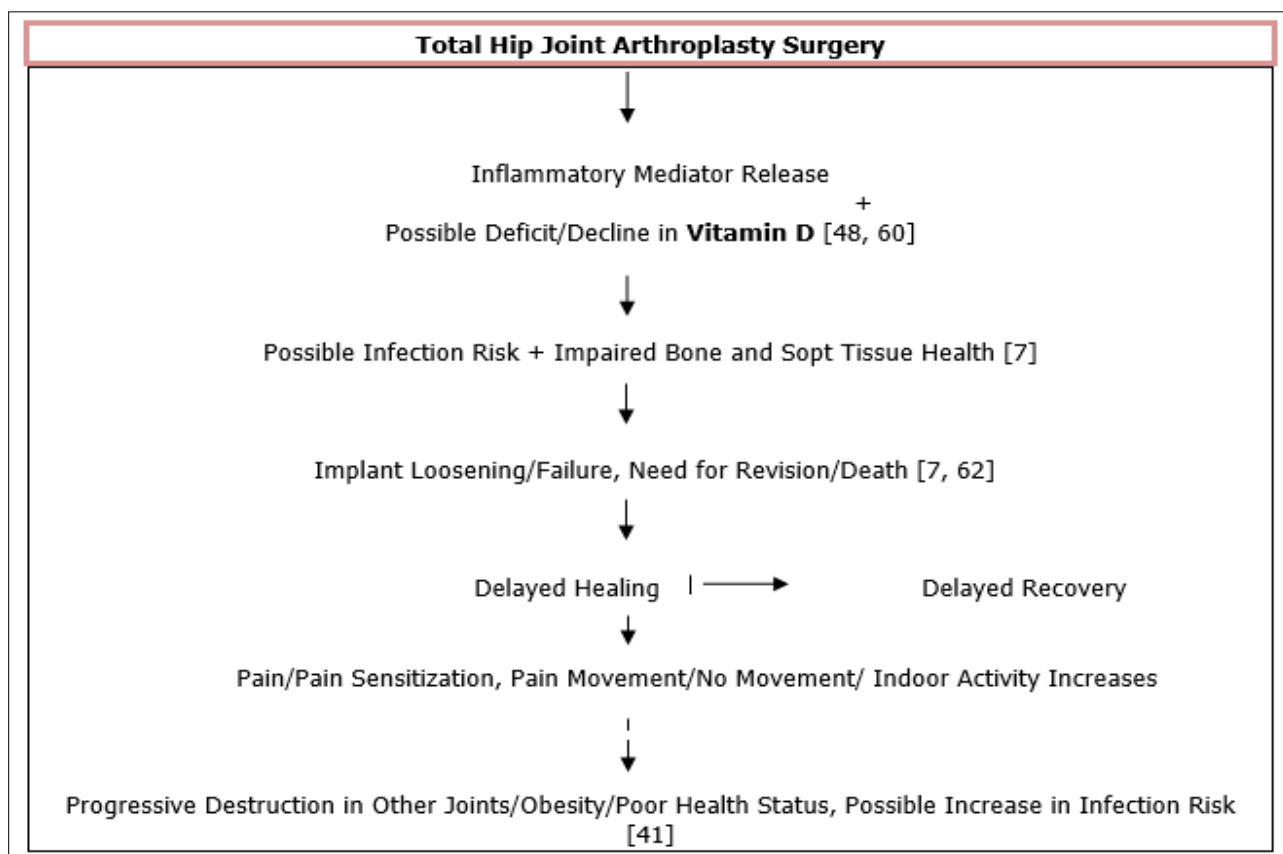 Total Hip Joint Arthroplasty Surgery
Inflammatory Mediator Release
+
Possible Deficit/Decline in Vitamin D [48, 60]
Possible Infection Risk + Impaired Bone and Sopt Tissue Health [7]
Implant Loosening/Failure, Need for Revision/Death [7, 62]
Delayed Healing Delayed Recovery
Pain/Pain Sensitization, Pain Movement/No Movement/ Indoor Activity Increases
Progressive Destruction in Other Joints/Obesity/Poor Health Status, Possible Increase in Infection Risk
[41]